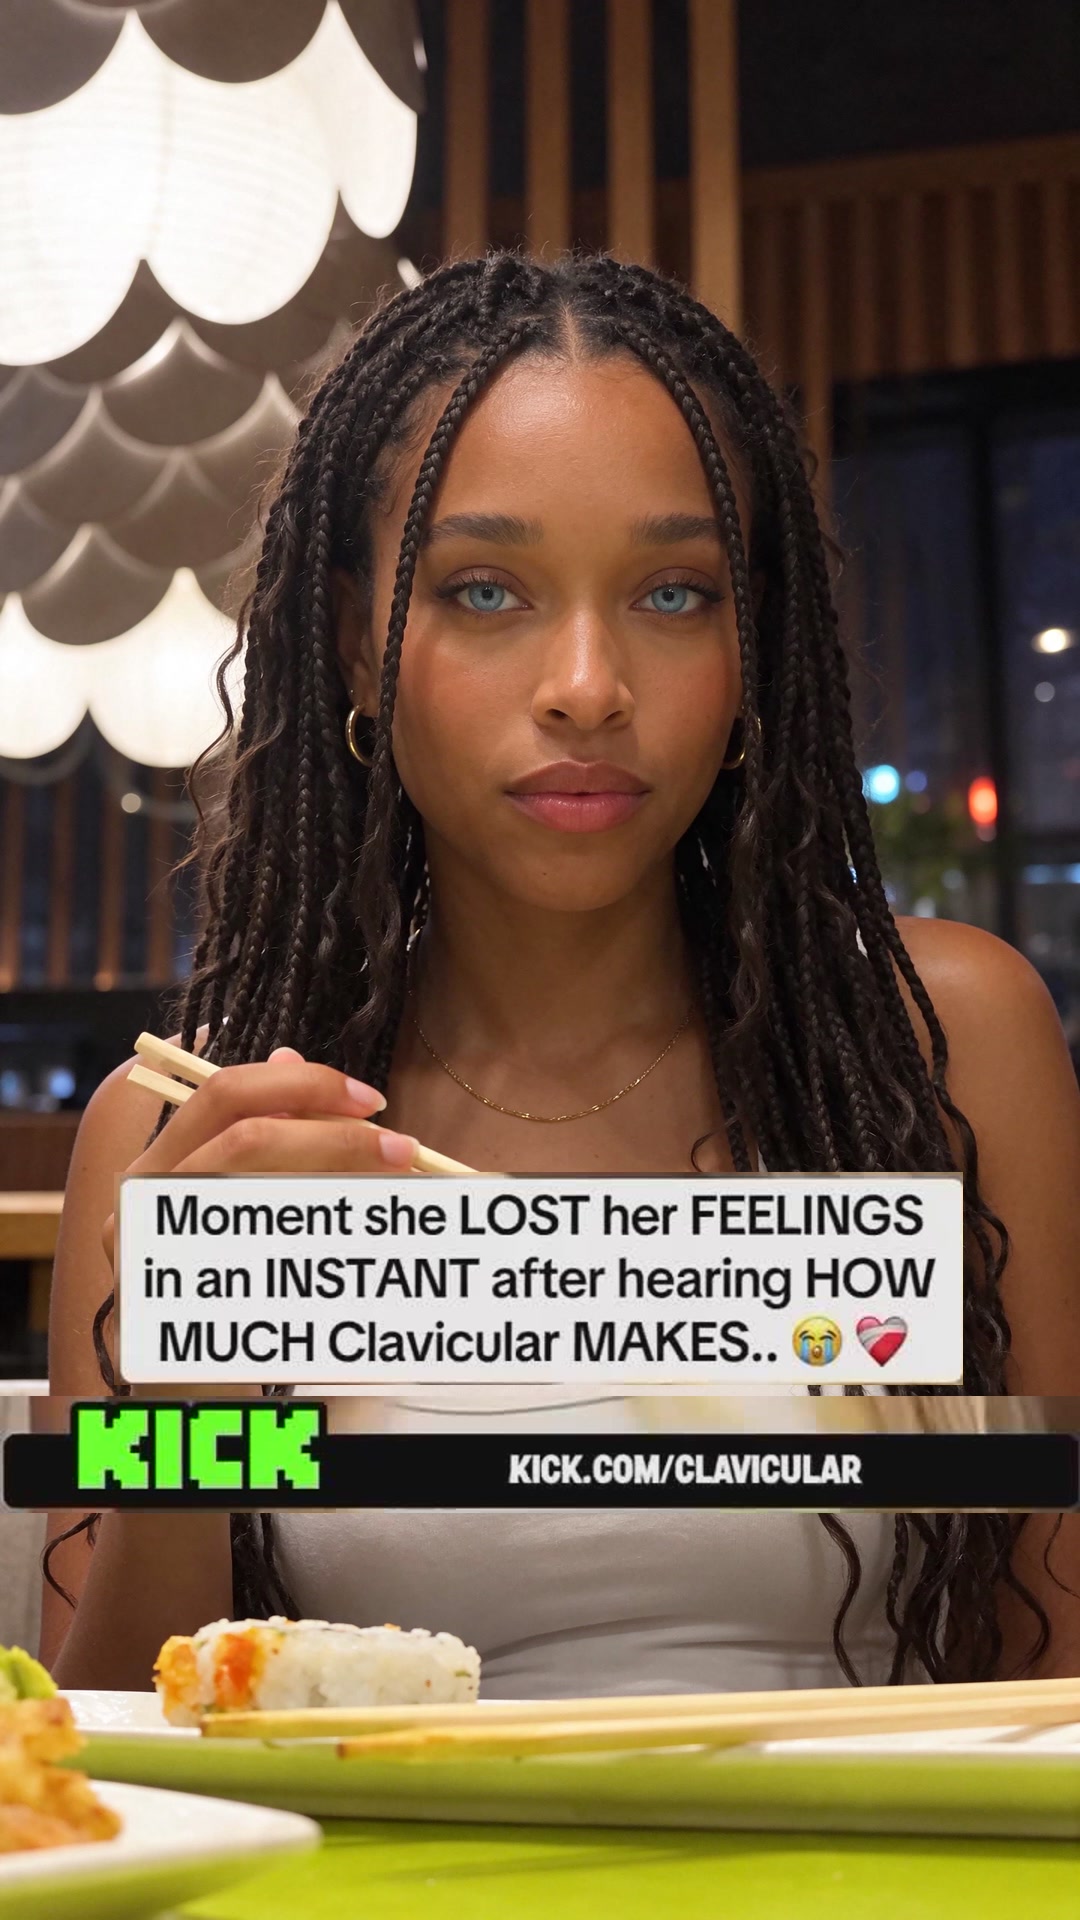 Moment she LOST her FEELINGS
in an INSTANT after hearing HOW
MUCH Clavicular MAKES.. 😭 ❤️‍🩹
KICK
KICK.COM/CLAVICULAR